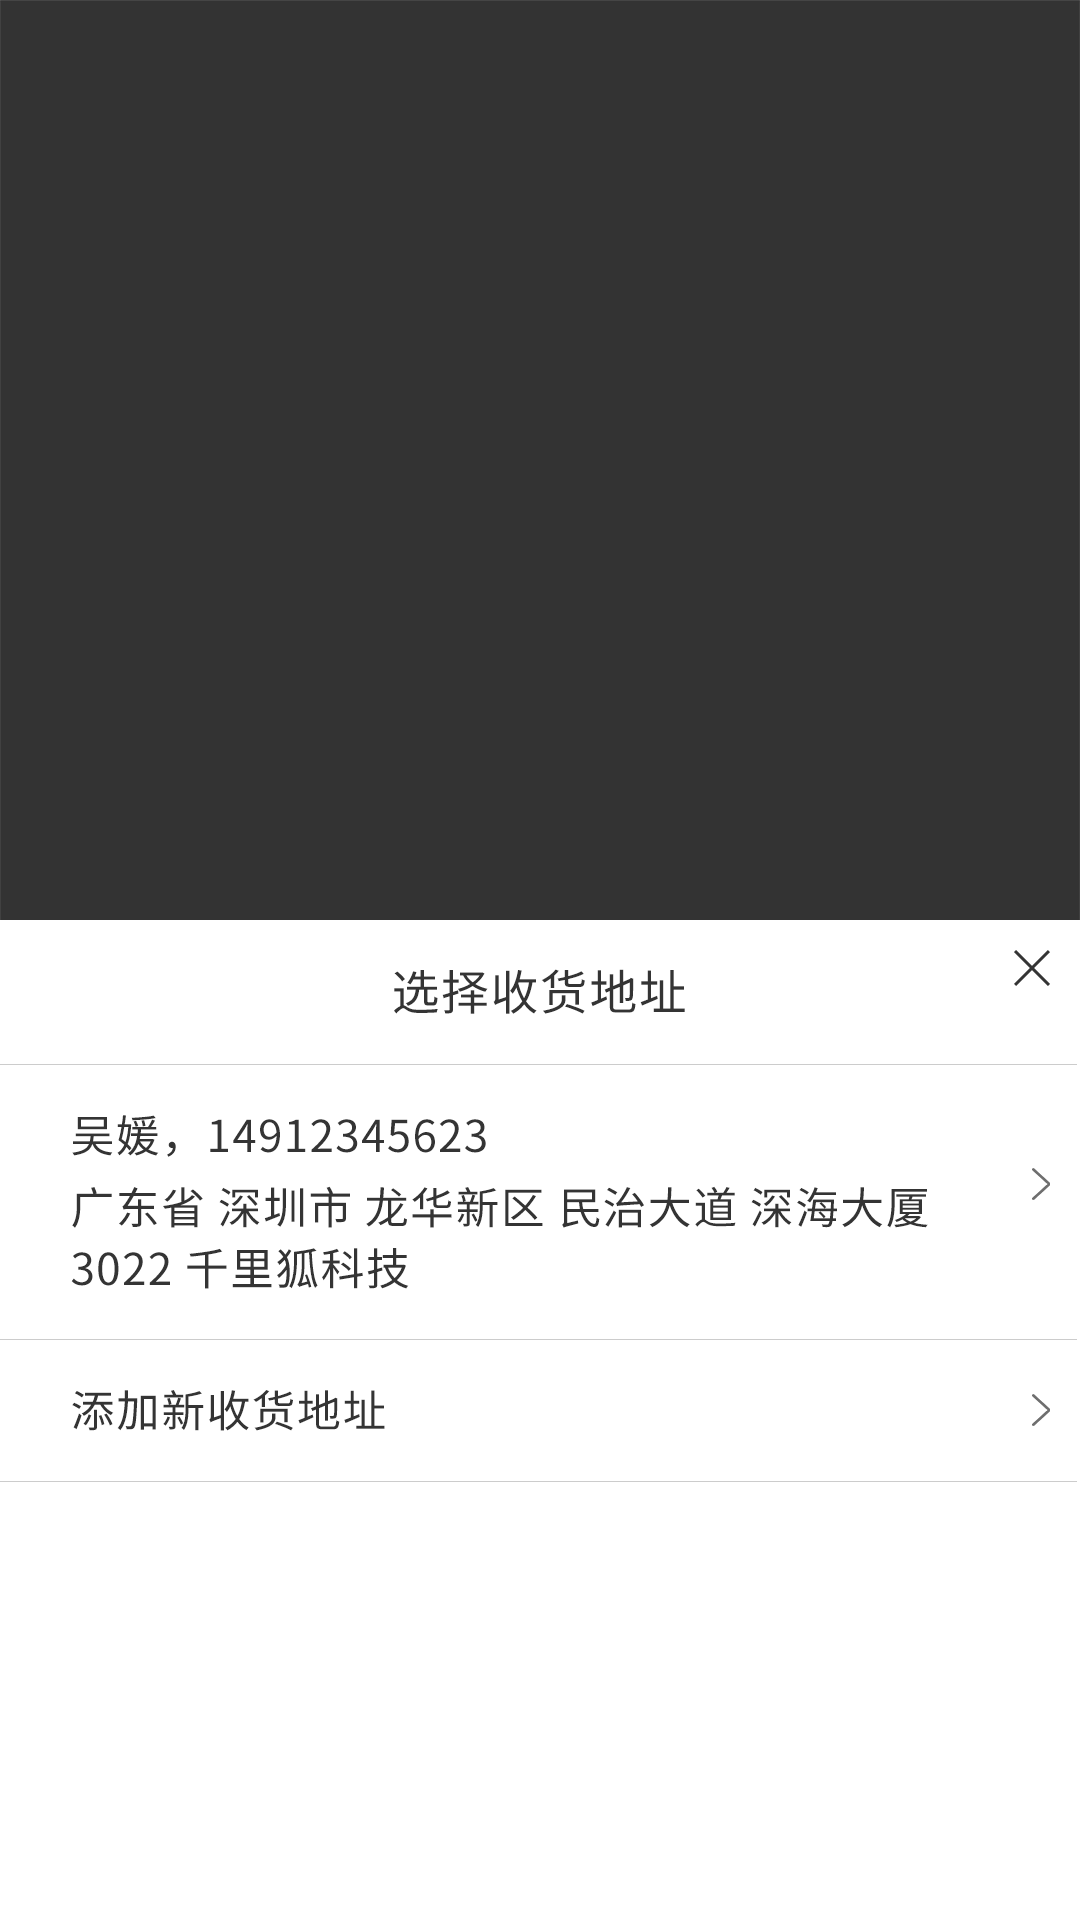 选择收货地址
吴媛，14912345623
广东省 深圳市 龙华新区 民治大道 深海大厦
3022 千里狐科技
添加新收货地址